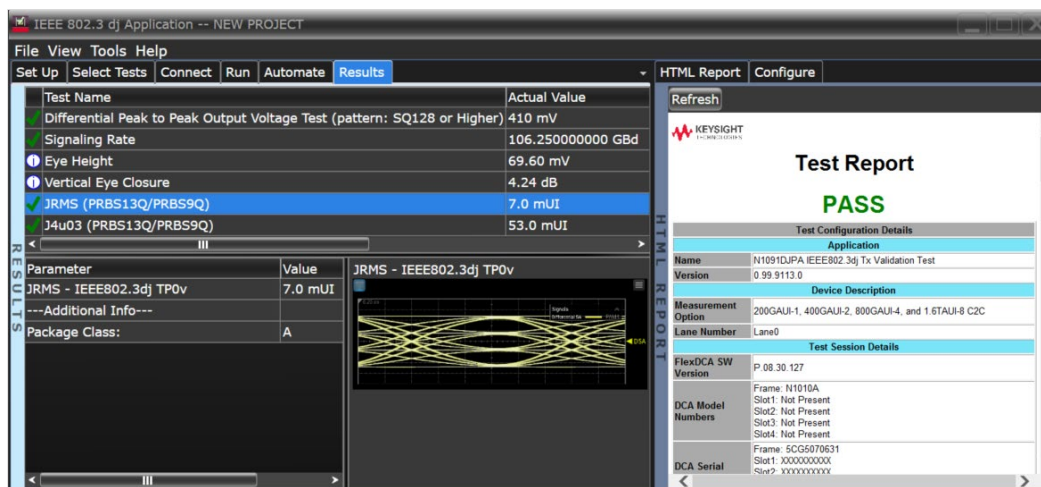 IEEE 802.3 dj Application -- NEW PROJECT
File View Tools Help
Set Up Select Tests Connect Run Automate Results
Test Name Actual Value
Differential Peak to Peak Output Voltage Test (pattern: SQ128 or Higher) 410 mV
Signaling Rate 106.250000000 GBd
Eye Height 69.60 mV
Vertical Eye Closure 4.24 dB
JRMS (PRBS13Q/PRBS9Q) 7.0 mUI
J4u03 (PRBS13Q/PRBS9Q) 53.0 mUI
RESULTS
Parameter Value
JRMS - IEEE802.3dj TP0v 7.0 mUI
---Additional Info---
Package Class: A
JRMS - IEEE802.3dj TP0v
Signals
HTML Report Configure
HTML REPORT
Refresh
KEYSIGHT
TECHNOLOGIES
Test Report
PASS
Test Configuration Details
Application
Name N1091DJPA IEEE802.3dj Tx Validation Test
Version 0.99.9113.0
Device Description
Measurement Option 200GAUI-1, 400GAUI-2, 800GAUI-4, and 1.6TAUI-8 C2C
Lane Number Lane0
Test Session Details
FlexDCA SW Version P.08.30.127
DCA Model Numbers
Frame: N1010A
Slot1: Not Present
Slot2: Not Present
Slot3: Not Present
Slot4: Not Present
DCA Serial
Frame: 5CG5070631
Slot1: XXXXXXXXXX
Slot2: XXXXXXXXXX